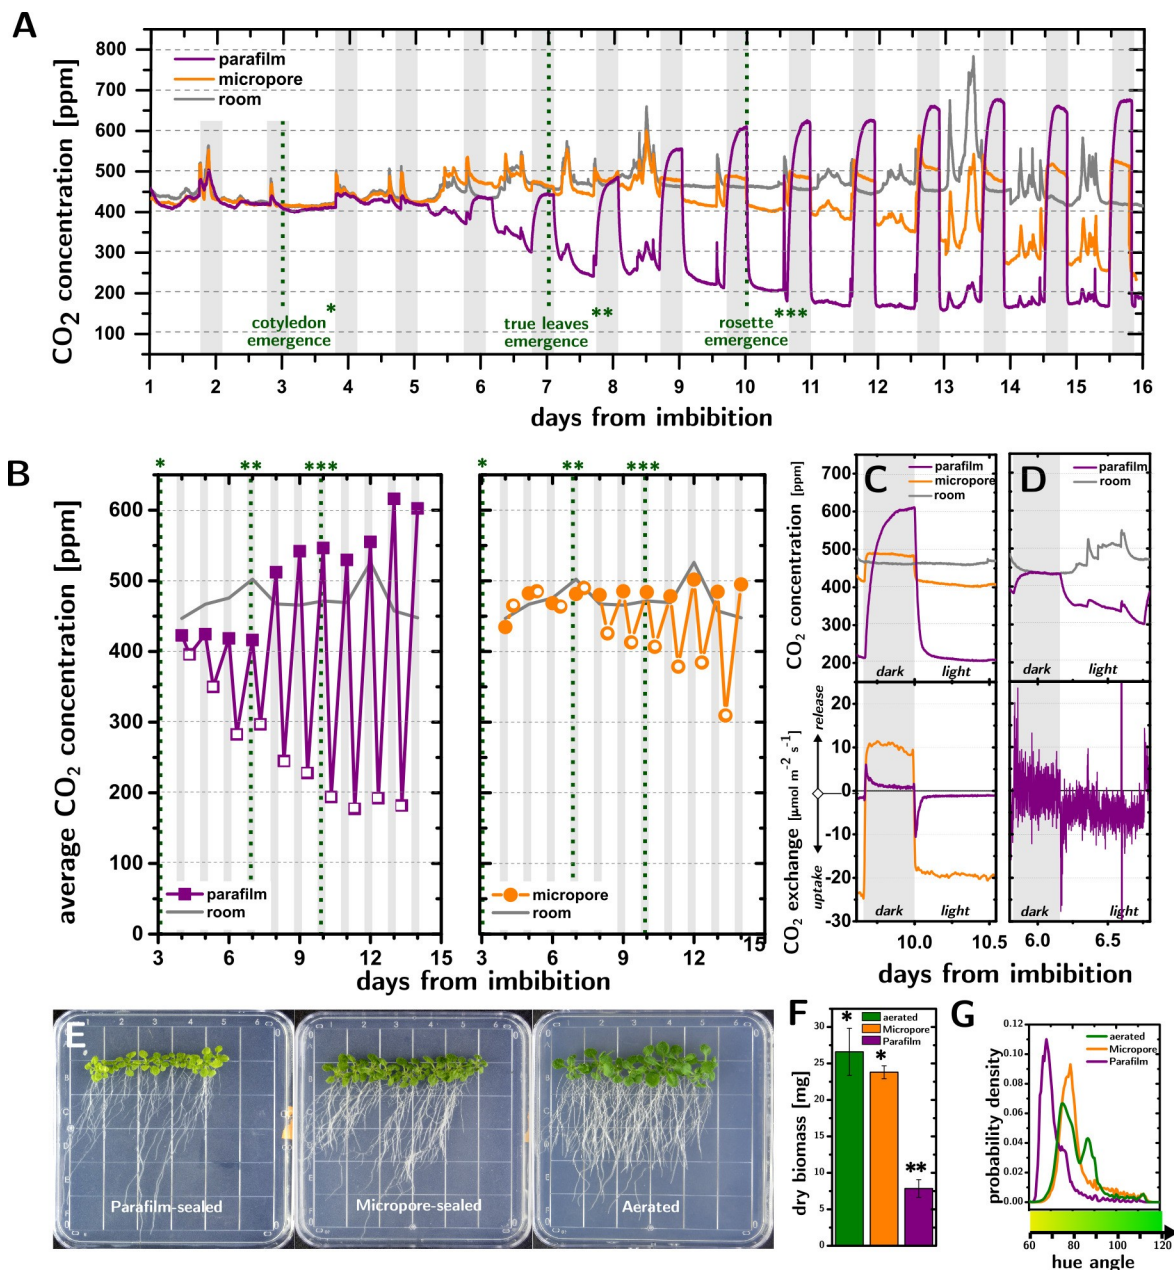 A
CO2 concentration [ppm]
800
700
600
500
400
300
200
100
parafilm
micropore
room
*
cotyledon
emergence
**
true leaves
emergence
***
rosette
emergence
1 2 3 4 5 6 7 8 9 10 11 12 13 14 15 16
days from imbibition
B
average CO2 concentration [ppm]
* ** ***
600
500
400
300
200
100
0
parafilm
room
3 6 9 12 15
* ** ***
micropore
room
3 6 9 12 15
days from imbibition
C
CO2 concentration [ppm]
700
600
500
400
300
200
parafilm
micropore
room
dark light
CO2 exchange [μmol m−2 s−1]
release
uptake
20
10
0
-10
-20
-30
dark light
10.0 10.5
D
parafilm
room
dark light
dark light
6.0 6.5
days from imbibition
E
Parafilm-sealed
Micropore-sealed
Aerated
F
dry biomass [mg]
30
25
20
15
10
5
0
aerated
Micropore
Parafilm
* * **
G
probability density
0.12
0.10
0.08
0.06
0.04
0.02
0.00
aerated
Micropore
Parafilm
60 80 100 120
hue angle